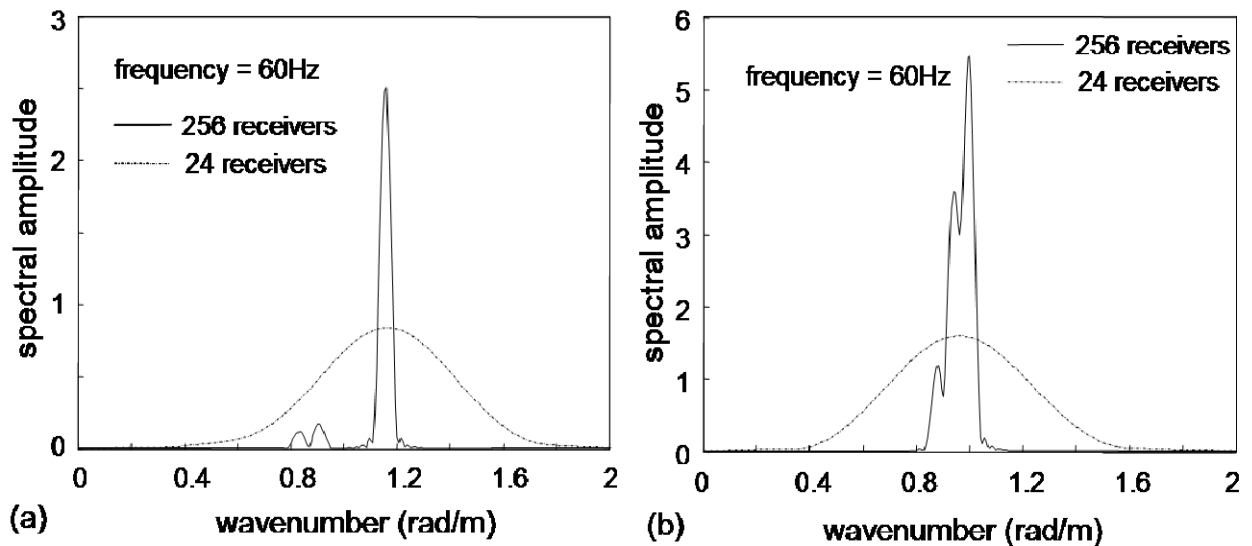 3
2
1
0
spectral amplitude
frequency = 60Hz
256 receivers
24 receivers
0
0.4
0.8
1.2
1.6
2
(a)
wavenumber (rad/m)
6
5
4
3
2
1
0
spectral amplitude
256 receivers
frequency = 60Hz
24 receivers
0
0.4
0.8
1.2
1.6
2
(b)
wavenumber (rad/m)